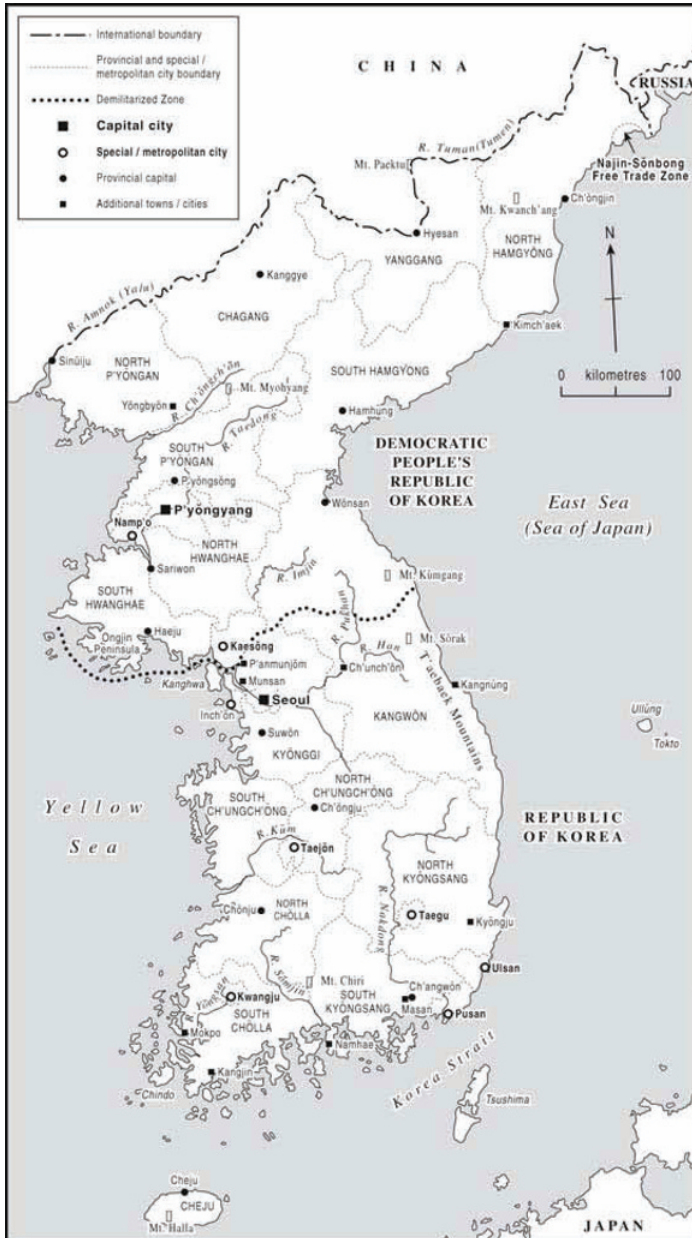 International boundary
Provincial and special /
metropolitan city boundary
Demilitarized Zone
Capital city
Special / metropolitan city
Provincial capital
Additional towns / cities
CHINA
RUSSIA
R. Tuman (Tumen)
Mt. Paektu
Najin-Sŏnbong
Free Trade Zone
Mt. Kwanch'ang
Ch'ŏngjin
Hyesan
NORTH
HAMGYŎNG
YANGGANG
N
Kanggye
R. Amnok (Yalu)
CHAGANG
Kimch'aek
Sinŭiju
NORTH
P'YŎNGAN
SOUTH HAMGYŎNG
kilometres
0 100
R. Ch'ŏngch'ŏn
Mt. Myohyang
Yŏngbyŏn
Hamhung
R. Taedong
SOUTH
P'YŎNGAN
DEMOCRATIC
PEOPLE'S
REPUBLIC
OF KOREA
P'yŏngsŏng
P'yŏngyang
Wŏnsan
East Sea
(Sea of Japan)
Namp'o
NORTH
HWANGHAE
Sariwon
R. Imjin
Mt. Kŭmgang
SOUTH
HWANGHAE
R. Pukhan
Haeju
Ongjin
Peninsula
Kaesŏng
R. Han
Mt. Sŏrak
P'anmunjŏm
Ch'unch'ŏn
Munsan
Kanghwa
T'aebaek Mountains
Kangnŭng
Seoul
KANGWŎN
Inch'ŏn
Ullŭng
Tokto
Suwŏn
KYŎNGGI
NORTH
CH'UNGCH'ŎNG
SOUTH
CH'UNGCH'ŎNG
Ch'ŏngju
Yellow
Sea
REPUBLIC
OF KOREA
R. Kŭm
Taejŏn
NORTH
KYŎNGSANG
R. Naktong
Chŏnju
NORTH
CHŎLLA
Taegu
Kyŏngju
Ulsan
R. Sŏmjin
Mt. Chiri
SOUTH
KYŎNGSANG
Ch'angwŏn
Masan
Pusan
R. Yŏngsan
Kwangju
SOUTH
CHŎLLA
Mokpo
Namhae
Kangjin
Korea Strait
Chindo
Tsushima
Cheju
CHEJU
Mt. Halla
JAPAN